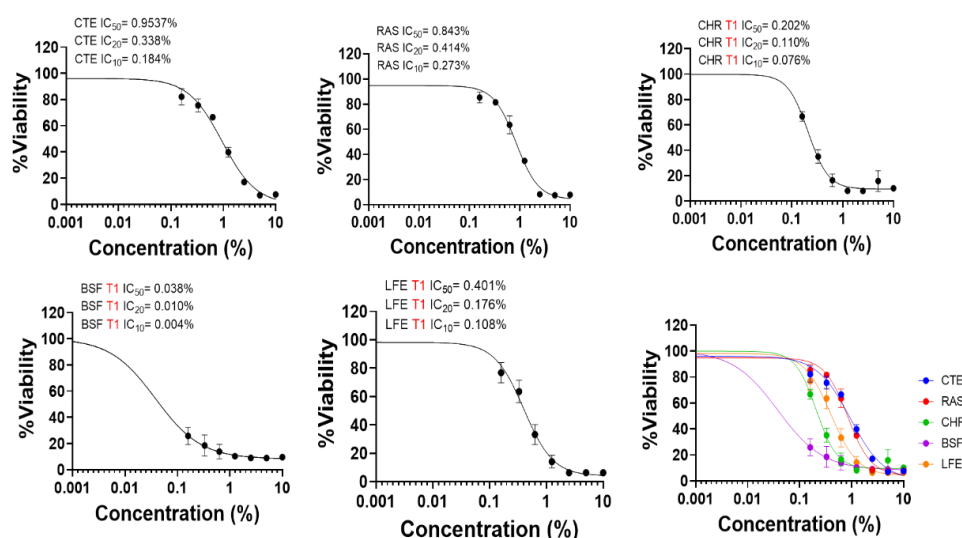 CTE IC50= 0.9537%
CTE IC20= 0.338%
CTE IC10= 0.184%
%Viability
120
100
80
60
40
20
0
0.001 0.01 0.1 1 10
Concentration (%)
RAS IC50= 0.843%
RAS IC20= 0.414%
RAS IC10= 0.273%
%Viability
120
100
80
60
40
20
0
0.001 0.01 0.1 1 10
Concentration (%)
CHR T1 IC50= 0.202%
CHR T1 IC20= 0.110%
CHR T1 IC10= 0.076%
%Viability
120
100
80
60
40
20
0
0.001 0.01 0.1 1 10
Concentration (%)
BSF T1 IC50= 0.038%
BSF T1 IC20= 0.010%
BSF T1 IC10= 0.004%
%Viability
120
100
80
60
40
20
0
0.001 0.01 0.1 1 10
Concentration (%)
LFE T1 IC50= 0.401%
LFE T1 IC20= 0.176%
LFE T1 IC10= 0.108%
%Viability
120
100
80
60
40
20
0
0.001 0.01 0.1 1 10
Concentration (%)
%Viability
120
100
80
60
40
20
0
0.001 0.01 0.1 1 10
Concentration (%)
CTE
RAS
CHR
BSF
LFE